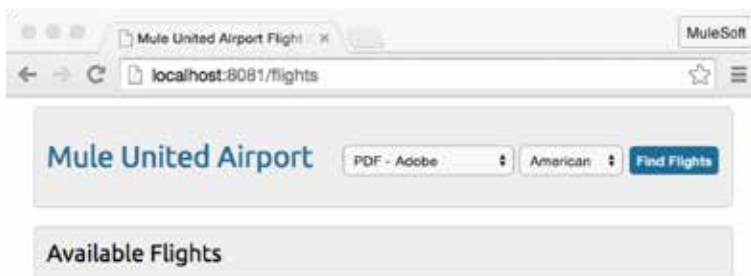 Mule United Airport Flight
MuleSoft
localhost:8081/flights
Mule United Airport
PDF - Adobe
American
Find Flights
Available Flights